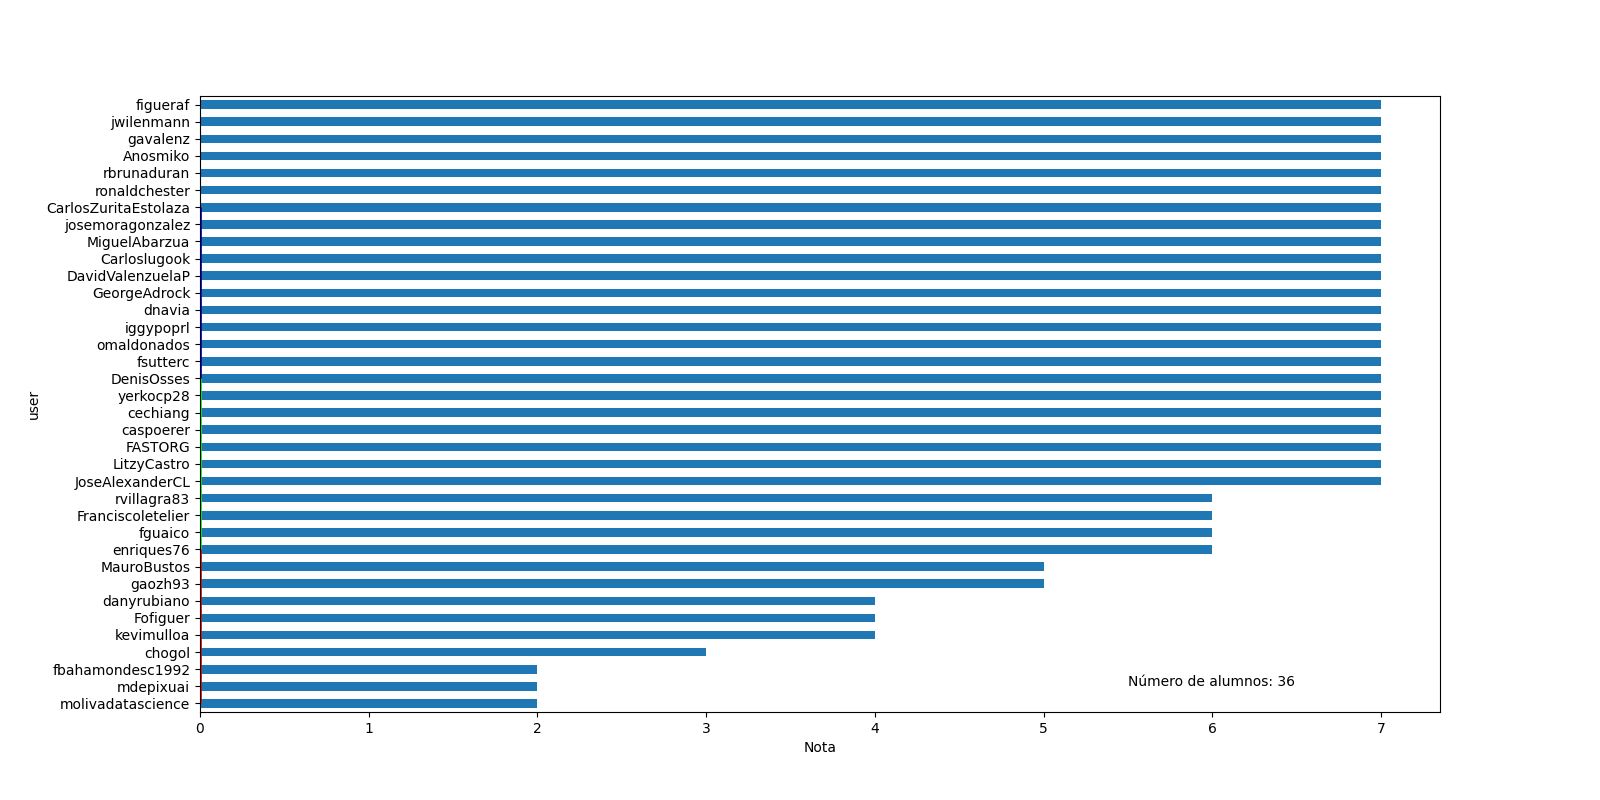 figueraf
jwilenmann
gavalenz
Anosmiko
rbrunaduran
ronaldchester
CarlosZuritaEstolaza
josemoragonzalez
MiguelAbarzua
Carloslugook
DavidValenzuelaP
GeorgeAdrock
dnavia
iggypoprl
omaldonados
fsutterc
DenisOsses
yerkocp28
cechiang
caspoerer
FASTORG
LitzyCastro
JoseAlexanderCL
rvillagra83
Franciscoletelier
fguaico
enriques76
MauroBustos
gaozh93
danyrubiano
Fofiguer
kevimulloa
chogol
fbahamondesc1992
mdepixuai
molivadatascience
user
Número de alumnos: 36
0 1 2 3 4 5 6 7
Nota